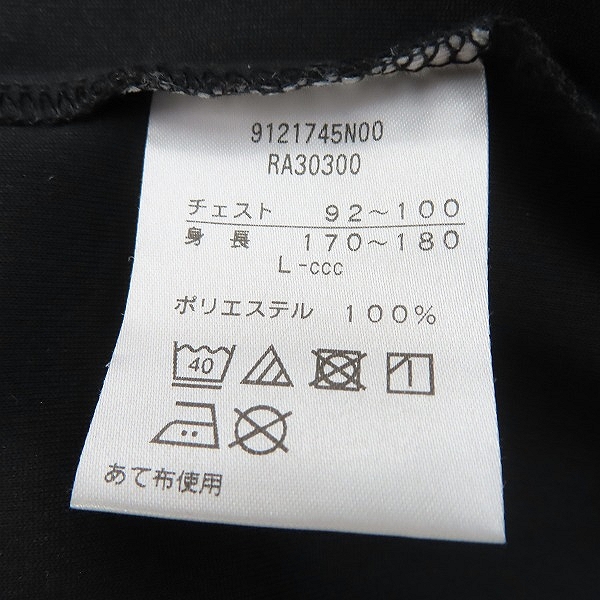 9121745N00
RA30300
チェスト 92～100
身長 170～180
L-ccc
ポリエステル 100%
40
あて布使用